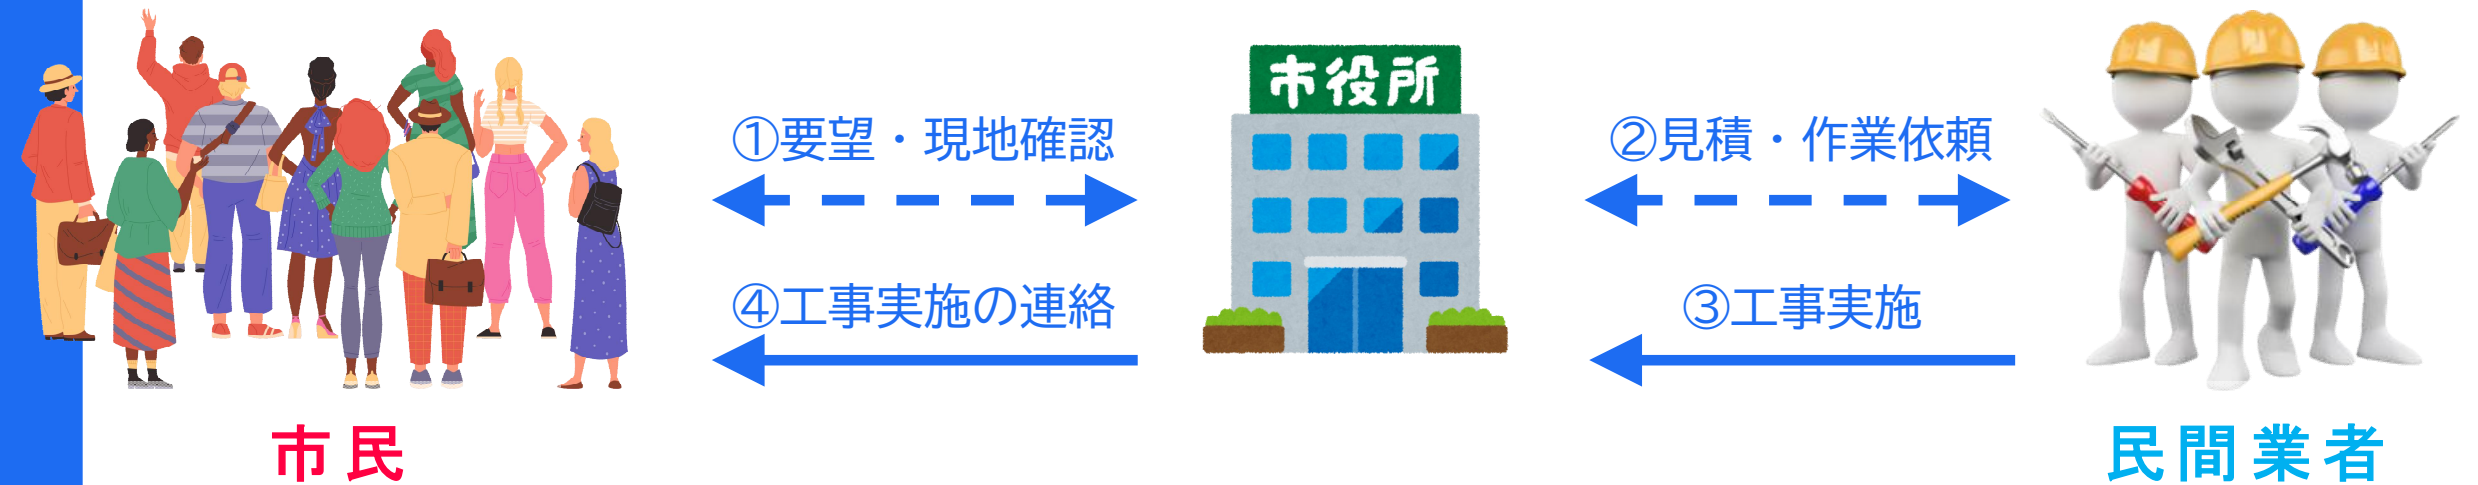 市役所
①要望・現地確認
②見積・作業依頼
④工事実施の連絡
③工事実施
市民
民間業者